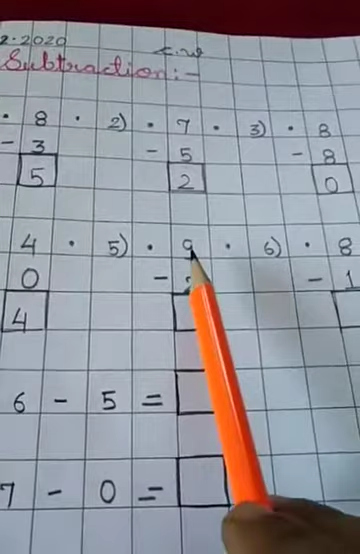 2.2020
C.W
Subtraction:-
. 8 . 2) . 7 . 3) . 8
- 3 - 5 - 8
5 2 0
4 . 5) . 9 . 6) . 8
0 - - 1
4
6 - 5 =
7 - 0 =